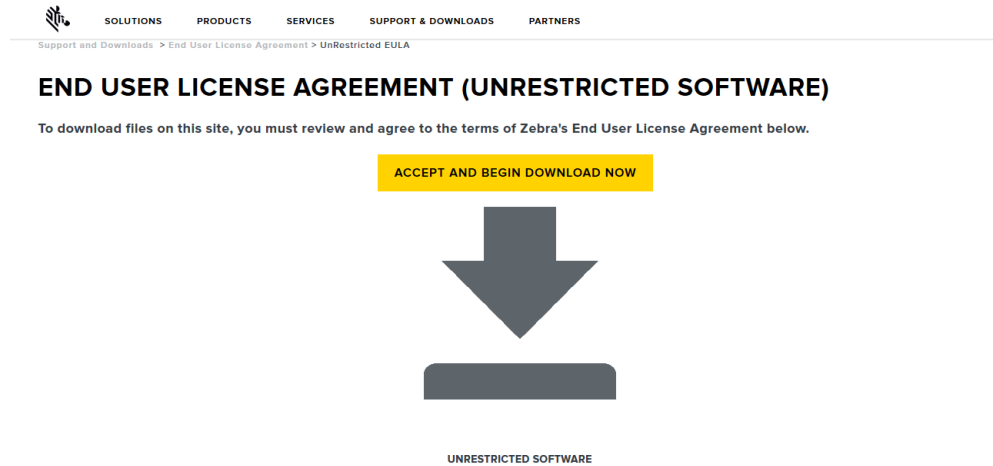 SOLUTIONS PRODUCTS SERVICES SUPPORT & DOWNLOADS PARTNERS
Support and Downloads > End User License Agreement > UnRestricted EULA
END USER LICENSE AGREEMENT (UNRESTRICTED SOFTWARE)
To download files on this site, you must review and agree to the terms of Zebra's End User License Agreement below.
ACCEPT AND BEGIN DOWNLOAD NOW
UNRESTRICTED SOFTWARE